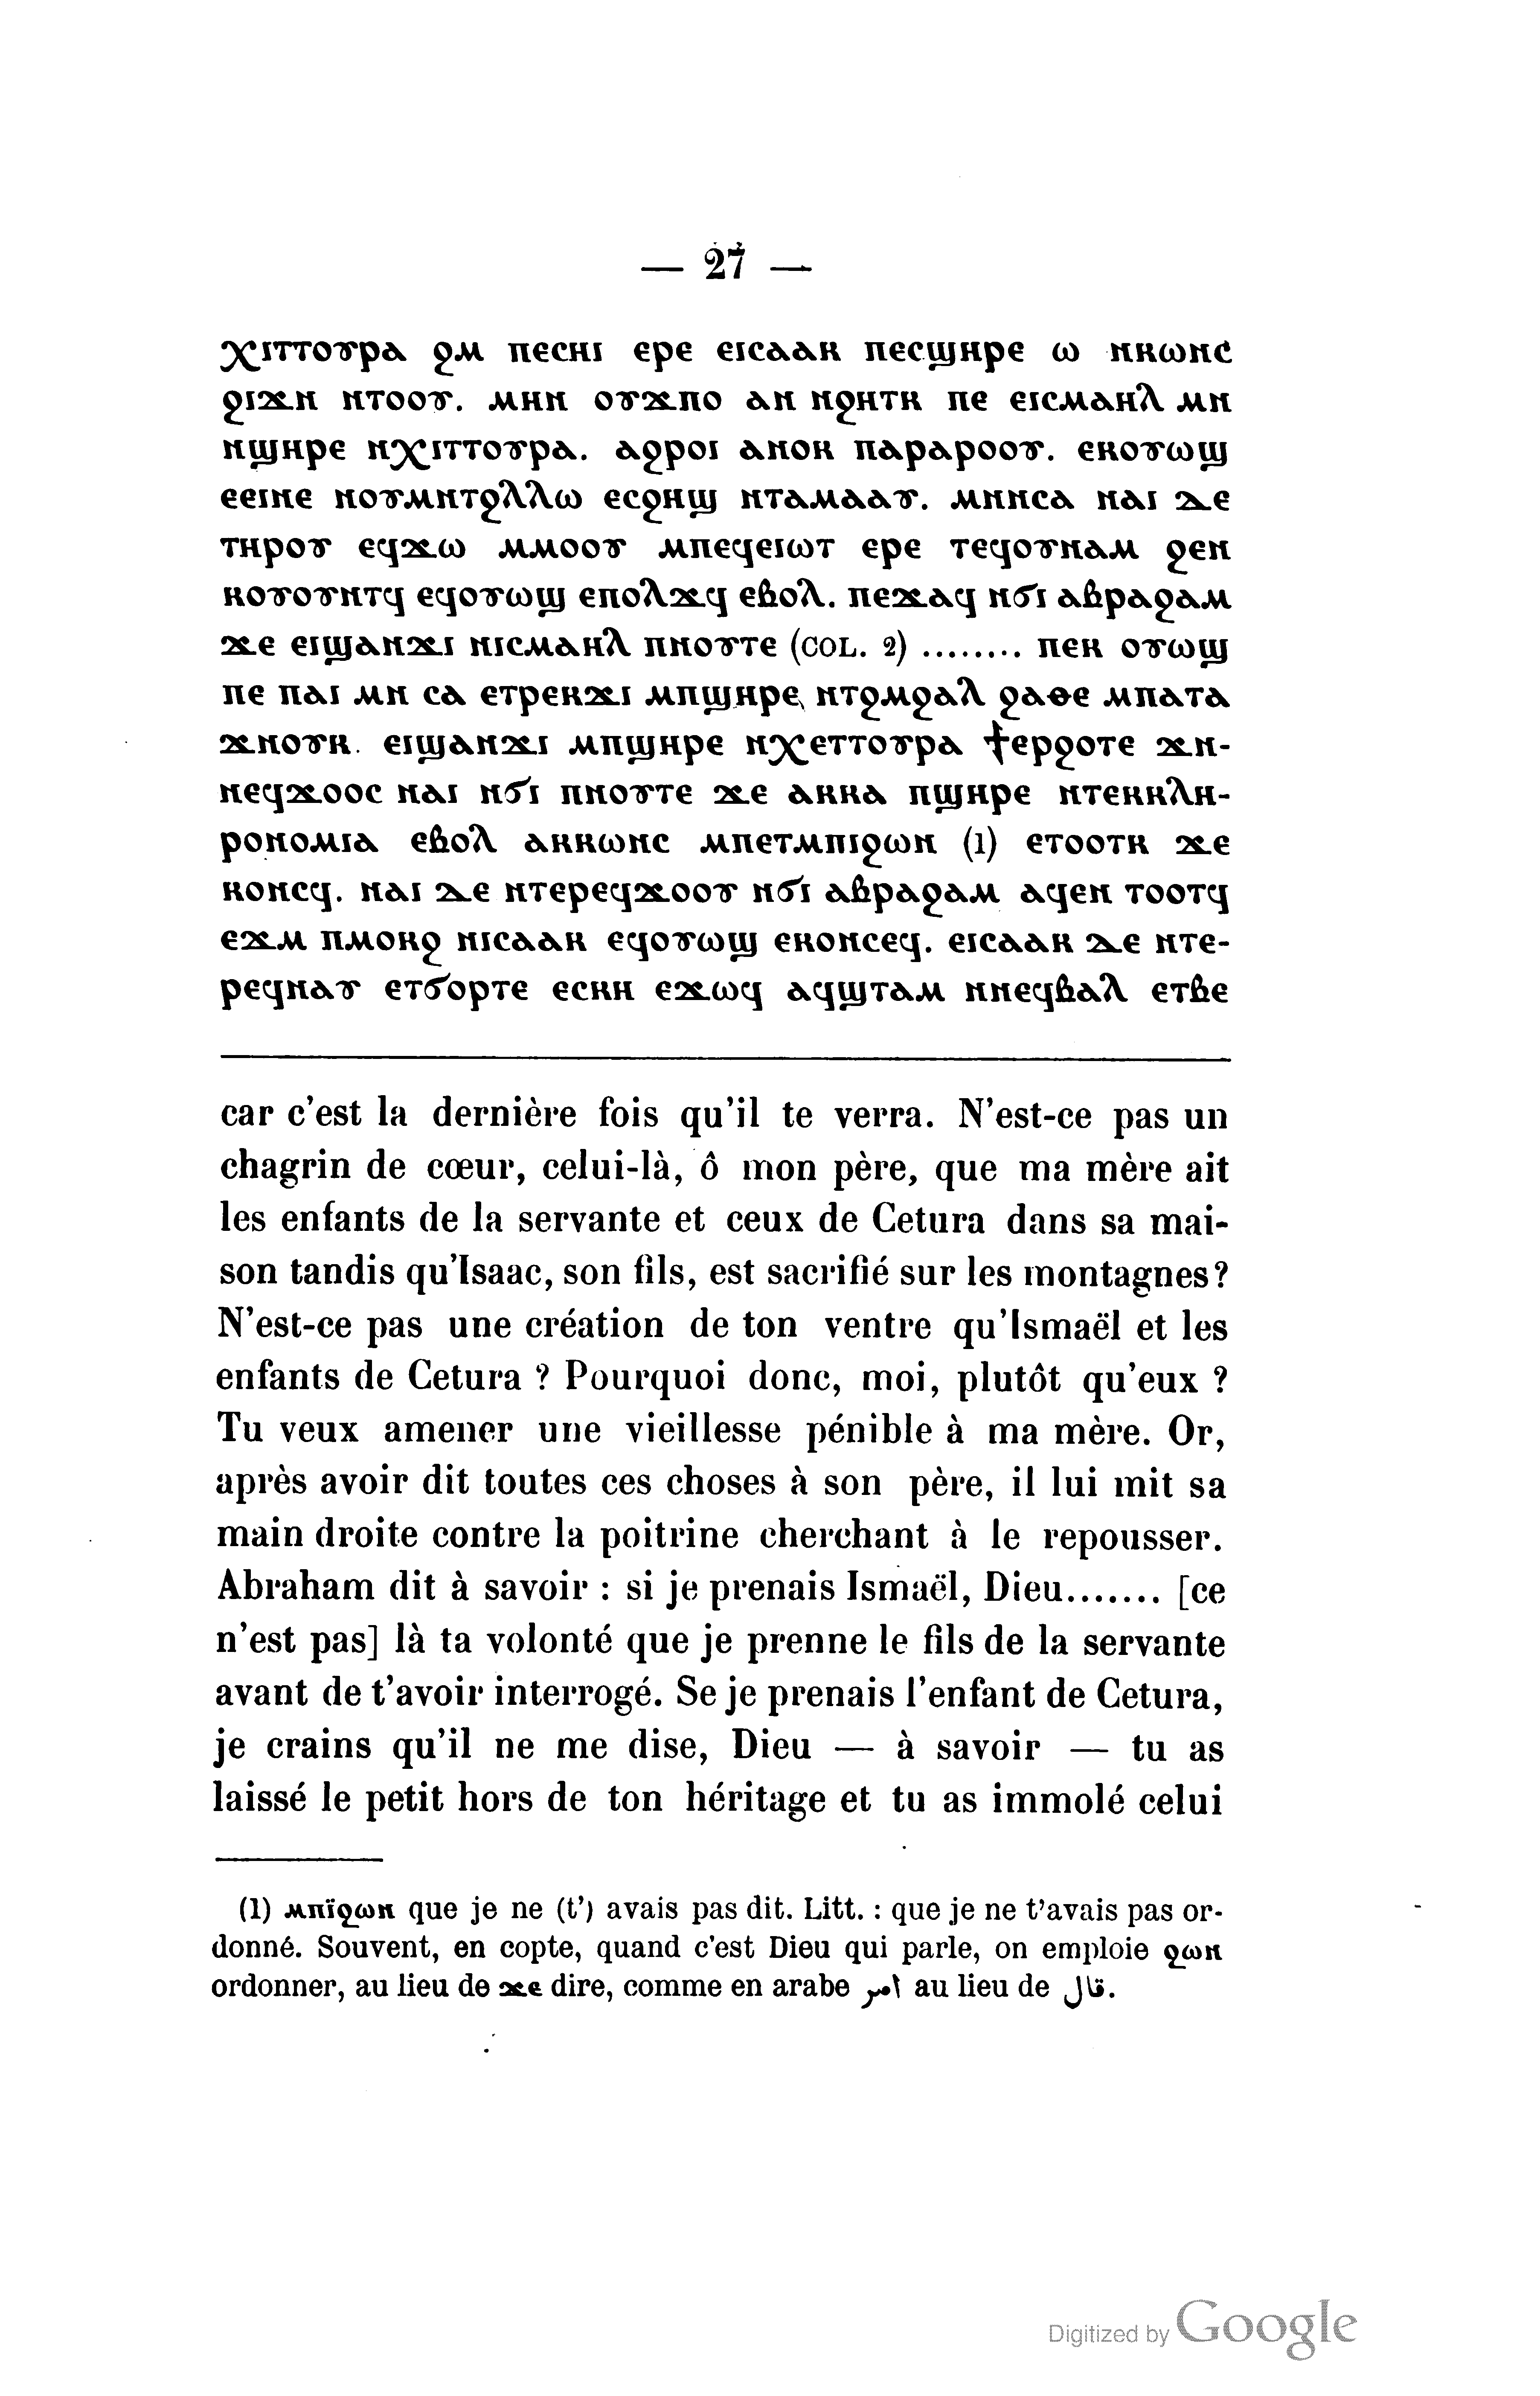 — 27 —
ⲭⲓⲧⲧⲟⲩⲣⲁ ϩⲙ ⲡⲉⲥⲏⲓ ⲉⲣⲉ ⲉⲓⲥⲁⲁⲕ ⲡⲉⲥϣⲏⲣⲉ ⲱ ⲛⲕⲱⲛⲥ
ϩⲓϫⲛ ⲛⲧⲟⲟⲩ. ⲙⲏⲛ ⲟⲩϫⲡⲟ ⲁⲛ ⲛϩⲏⲧⲕ ⲡⲉ ⲉⲓⲥⲙⲁⲏⲗ ⲙⲛ
ⲛϣⲏⲣⲉ ⲛⲭⲓⲧⲧⲟⲩⲣⲁ. ⲁϩⲣⲟⲓ ⲁⲛⲟⲕ ⲡⲁⲣⲁⲣⲟⲟⲩ. ⲉⲕⲟⲩⲱϣ
ⲉⲉⲓⲛⲉ ⲛⲟⲩⲙⲛⲧϩⲗⲗⲱ ⲉⲥϩⲏϣ ⲛⲧⲁⲙⲁⲁⲩ. ⲙⲛⲛⲥⲁ ⲛⲁⲓ ⲇⲉ
ⲧⲏⲣⲟⲩ ⲉϥϫⲱ ⲙⲙⲟⲟⲩ ⲙⲡⲉϥⲉⲓⲱⲧ ⲉⲣⲉ ⲧⲉϥⲟⲩⲛⲁⲙ ϩⲉⲛ
ⲕⲟⲩⲟⲩⲛⲧϥ ⲉϥⲟⲩⲱϣ ⲉⲡⲟⲗϫϥ ⲉⲃⲟⲗ. ⲡⲉϫⲁϥ ⲛϭⲓ ⲁⲃⲣⲁϩⲁⲙ
ϫⲉ ⲉⲓϣⲁⲛϫⲓ ⲛⲓⲥⲙⲁⲏⲗ ⲡⲛⲟⲩⲧⲉ (COL. 2) ........ ⲡⲉⲕ ⲟⲩⲱϣ
ⲡⲉ ⲡⲁⲓ ⲙⲛ ⲥⲁ ⲉⲧⲣⲉⲕϫⲓ ⲙⲡϣⲏⲣⲉ ⲛⲧϩⲙϩⲁⲗ ϩⲁⲑⲉ ⲙⲡⲁⲧⲁ
ϫⲛⲟⲩⲕ. ⲉⲓϣⲁⲛϫⲓ ⲙⲡϣⲏⲣⲉ ⲛⲭⲉⲧⲧⲟⲩⲣⲁ ϯⲉⲣϩⲟⲧⲉ ϫⲛ-
ⲛⲉϥϫⲟⲟⲥ ⲛⲁⲓ ⲛϭⲓ ⲡⲛⲟⲩⲧⲉ ϫⲉ ⲁⲕⲕⲁ ⲡϣⲏⲣⲉ ⲛⲧⲉⲕⲕⲗⲏ-
ⲣⲟⲛⲟⲙⲓⲁ ⲉⲃⲟⲗ ⲁⲕⲕⲱⲛⲥ ⲙⲡⲉⲧⲙⲡⲓϩⲱⲛ (1) ⲉⲧⲟⲟⲧⲕ ϫⲉ
ⲕⲟⲛⲥϥ. ⲛⲁⲓ ⲇⲉ ⲛⲧⲉⲣⲉϥϫⲟⲟⲩ ⲛϭⲓ ⲁⲃⲣⲁϩⲁⲙ ⲁϥⲉⲛ ⲧⲟⲟⲧϥ
ⲉϫⲙ ⲡⲙⲟⲕϩ ⲛⲓⲥⲁⲁⲕ ⲉϥⲟⲩⲱϣ ⲉⲕⲟⲛⲥⲉϥ. ⲉⲓⲥⲁⲁⲕ ⲇⲉ ⲛⲧⲉ-
ⲣⲉϥⲛⲁⲩ ⲉⲧϭⲟⲣⲧⲉ ⲉⲥⲕⲏ ⲉϫⲱϥ ⲁϥϣⲧⲁⲙ ⲛⲛⲉϥⲃⲁⲗ ⲉⲧⲃⲉ
car c'est la dernière fois qu'il te verra. N'est-ce pas un
chagrin de cœur, celui-là, ô mon père, que ma mère ait
les enfants de la servante et ceux de Cetura dans sa mai-
son tandis qu'Isaac, son fils, est sacrifié sur les montagnes?
N'est-ce pas une création de ton ventre qu'Ismaël et les
enfants de Cetura ? Pourquoi donc, moi, plutôt qu'eux ?
Tu veux amener une vieillesse pénible à ma mère. Or,
après avoir dit toutes ces choses à son père, il lui mit sa
main droite contre la poitrine cherchant à le repousser.
Abraham dit à savoir : si je prenais Ismaël, Dieu....... [ce
n'est pas] là ta volonté que je prenne le fils de la servante
avant de t'avoir interrogé. Se je prenais l'enfant de Cetura,
je crains qu'il ne me dise, Dieu — à savoir — tu as
laissé le petit hors de ton héritage et tu as immolé celui
(1) ⲙⲡⲓ̈ϩⲱⲛ que je ne (t') avais pas dit. Litt. : que je ne t'avais pas or-
donné. Souvent, en copte, quand c'est Dieu qui parle, on emploie ϩⲱⲛ
ordonner, au lieu de ϫⲉ dire, comme en arabe امر au lieu de قال.
Digitized by Google